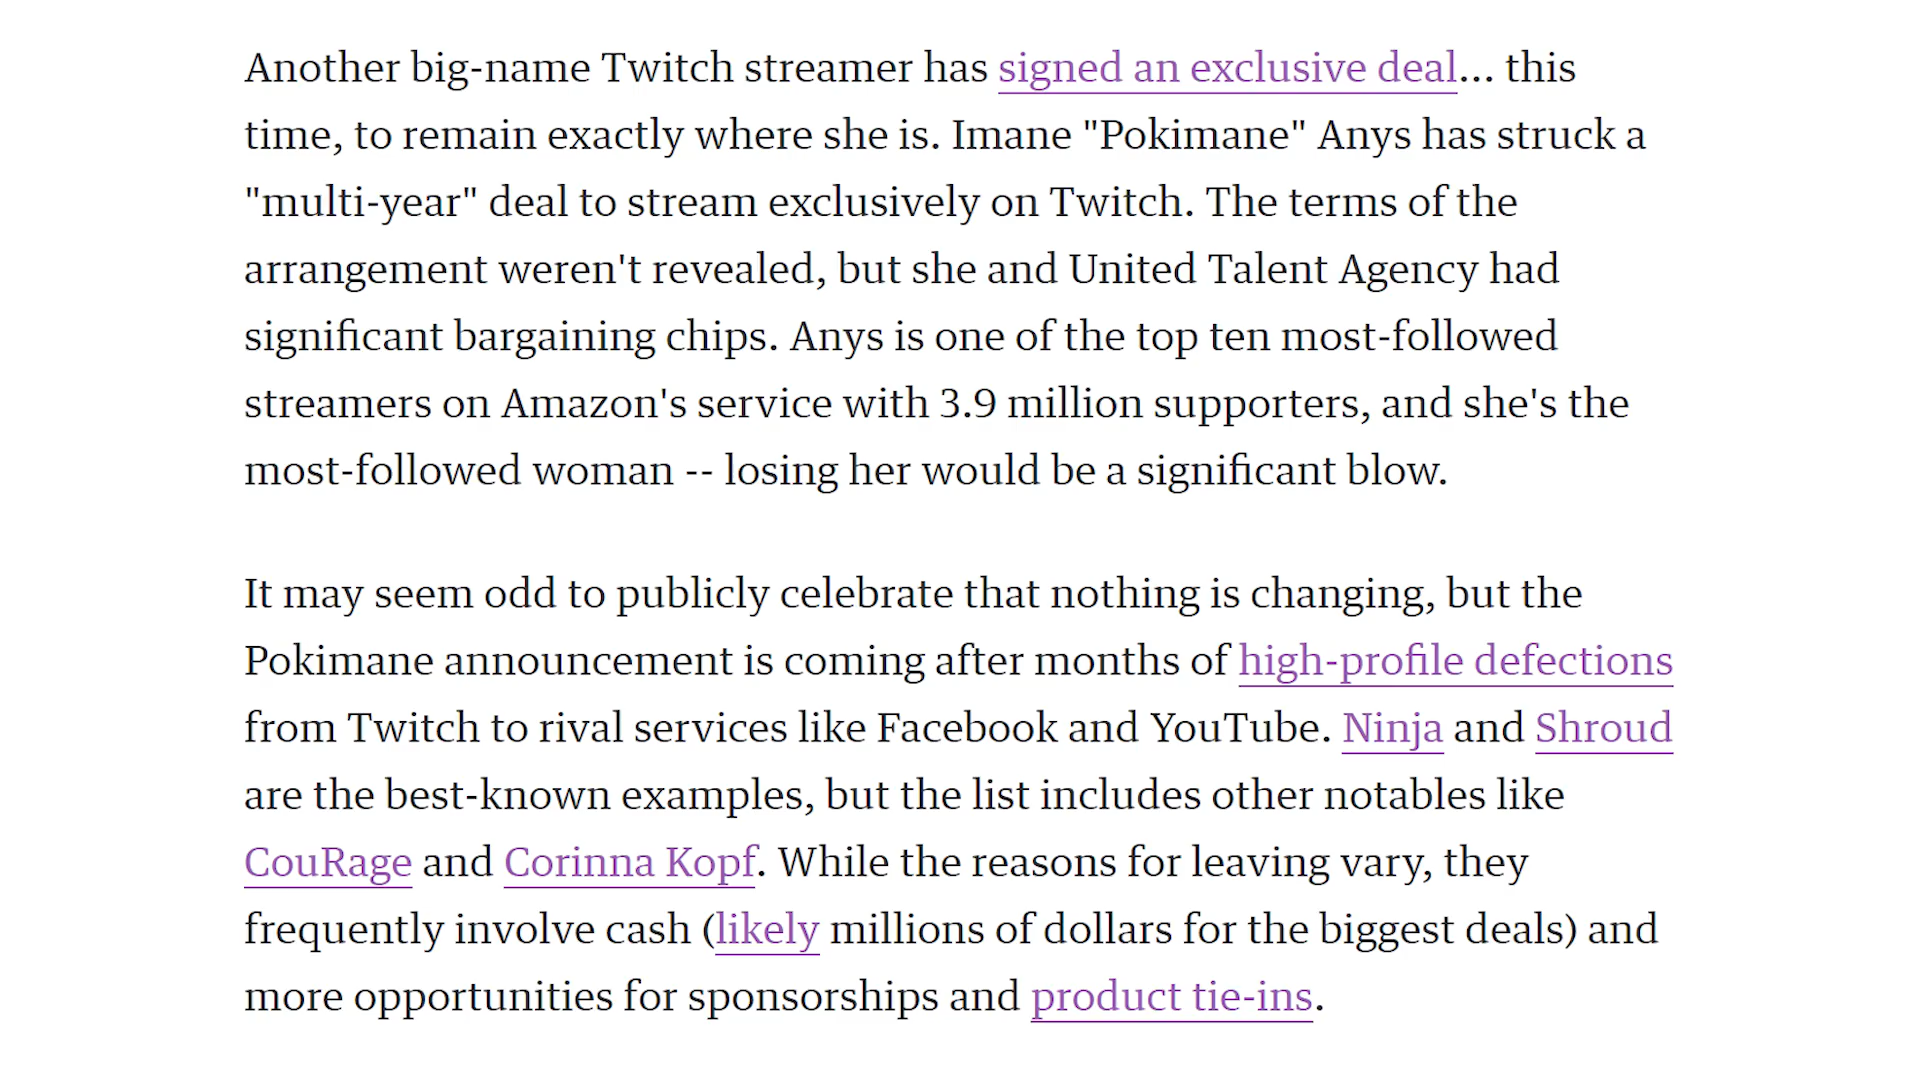 Another big-name Twitch streamer has signed an exclusive deal... this
time, to remain exactly where she is. Imane "Pokimane" Anys has struck a
"multi-year" deal to stream exclusively on Twitch. The terms of the
arrangement weren't revealed, but she and United Talent Agency had
significant bargaining chips. Anys is one of the top ten most-followed
streamers on Amazon's service with 3.9 million supporters, and she's the
most-followed woman -- losing her would be a significant blow.
It may seem odd to publicly celebrate that nothing is changing, but the
Pokimane announcement is coming after months of high-profile defections
from Twitch to rival services like Facebook and YouTube. Ninja and Shroud
are the best-known examples, but the list includes other notables like
CouRage and Corinna Kopf. While the reasons for leaving vary, they
frequently involve cash (likely millions of dollars for the biggest deals) and
more opportunities for sponsorships and product tie-ins.